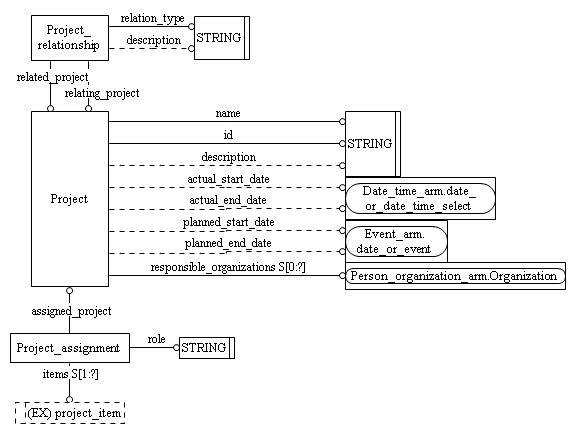 relation_type
Project_
relationship
description
STRING
related_project
relating_project
name
id
STRING
description
actual_start_date
Date_time_arm.date_
or_date_time_select
actual_end_date
Project
planned_start_date
Event_arm.
date_or_event
planned_end_date
responsible_organizations S[0:?]
Person_organization_arm.Organization
assigned_project
role
Project_assignment
STRING
items S[1:?]
(EX) project_item